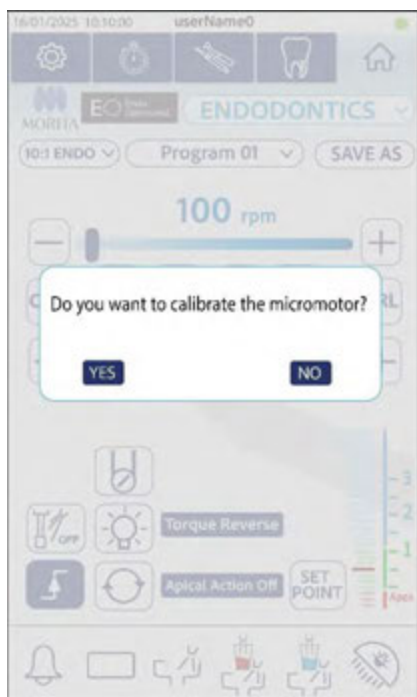 16/01/2025 10:10:00 userName0
MORITA EO ENDODONTICS
10:1 ENDO Program 01 SAVE AS
100 rpm
Do you want to calibrate the micromotor?
YES NO
3
OFF Torque Reverse 2
1
Apical Action Off SET POINT Apex